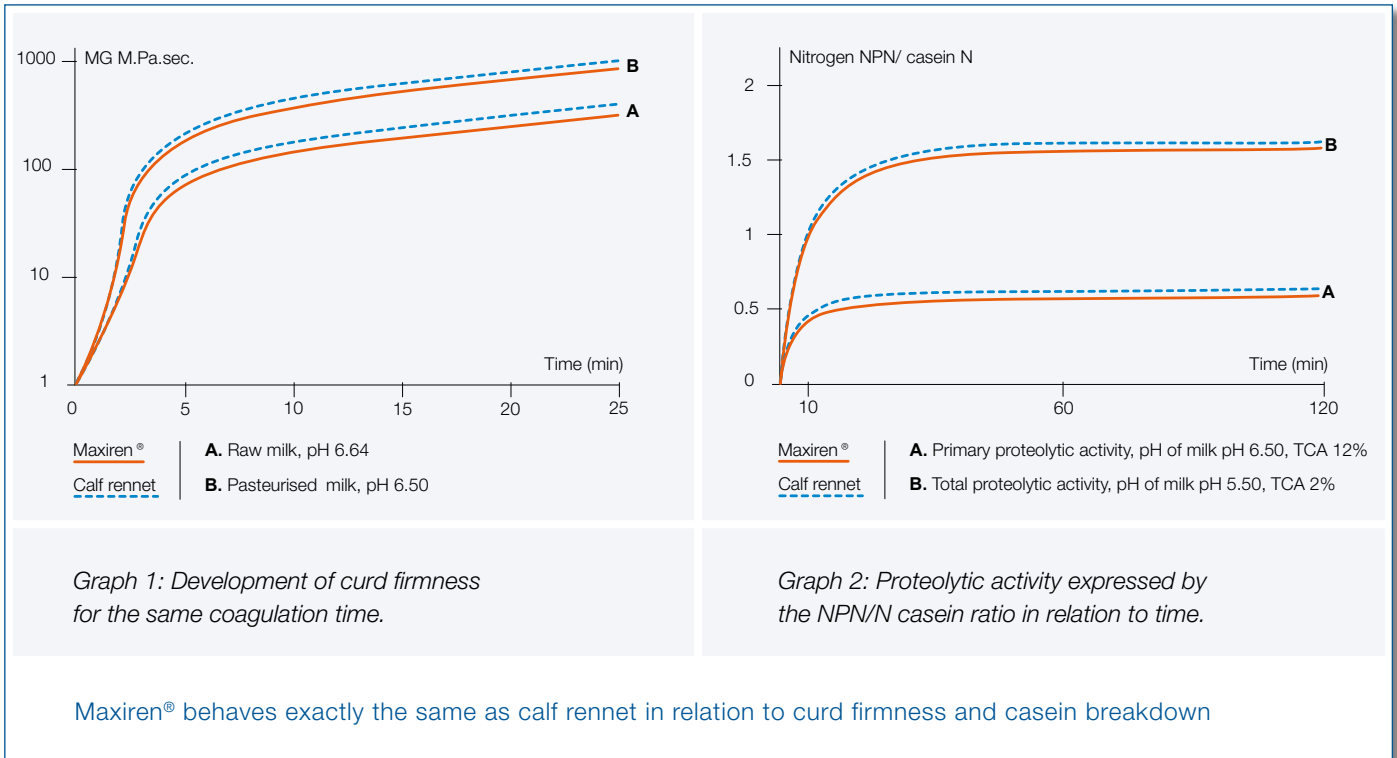 MG M.Pa.sec.
1000
100
10
1
B
A
Time (min)
0 5 10 15 20 25
Maxiren®
Calf rennet
A. Raw milk, pH 6.64
B. Pasteurised milk, pH 6.50
Graph 1: Development of curd firmness
for the same coagulation time.
Nitrogen NPN/ casein N
2
1.5
1
0.5
0
B
A
Time (min)
10 60 120
Maxiren®
Calf rennet
A. Primary proteolytic activity, pH of milk pH 6.50, TCA 12%
B. Total proteolytic activity, pH of milk pH 5.50, TCA 2%
Graph 2: Proteolytic activity expressed by
the NPN/N casein ratio in relation to time.
Maxiren® behaves exactly the same as calf rennet in relation to curd firmness and casein breakdown